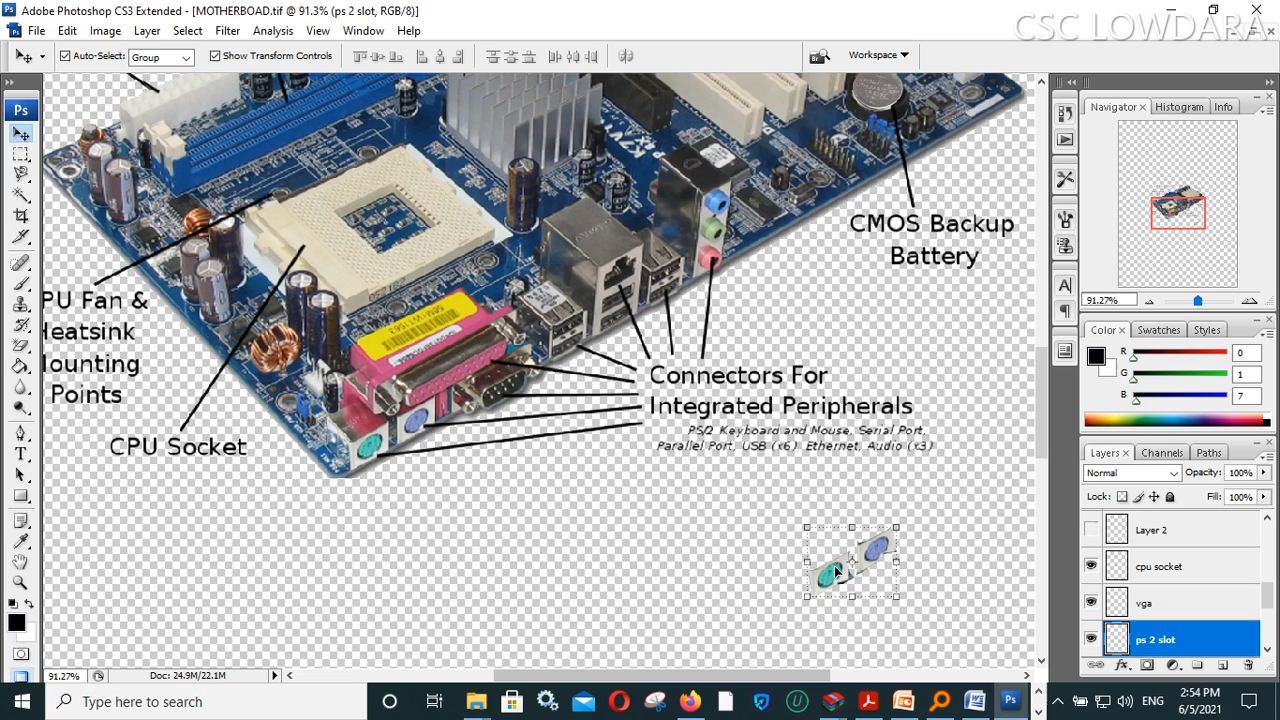 Adobe Photoshop CS3 Extended - [MOTHERBOAD.tif @ 91.3% (ps 2 slot, RGB/8)]
CSC LOWDARA
File Edit Image Layer Select Filter Analysis View Window Help
Auto-Select: Group Show Transform Controls Workspace
Ps
Navigator Histogram Info
91.27%
Color Swatches Styles
R 0
G 1
B 7
Layers Channels Paths
Normal Opacity: 100%
Lock: Fill: 100%
Layer 2
cpu socket
vga
ps 2 slot
K7V
CMOS Backup
Battery
PU Fan &
Heatsink
Mounting
Points
CPU Socket
Connectors For
Integrated Peripherals
PS/2 Keyboard and Mouse, Serial Port,
Parallel Port, USB (x6) Ethernet, Audio (x3)
91.27% Doc: 24.9M/22.1M
Type here to search
ENG
2:54 PM
6/5/2021